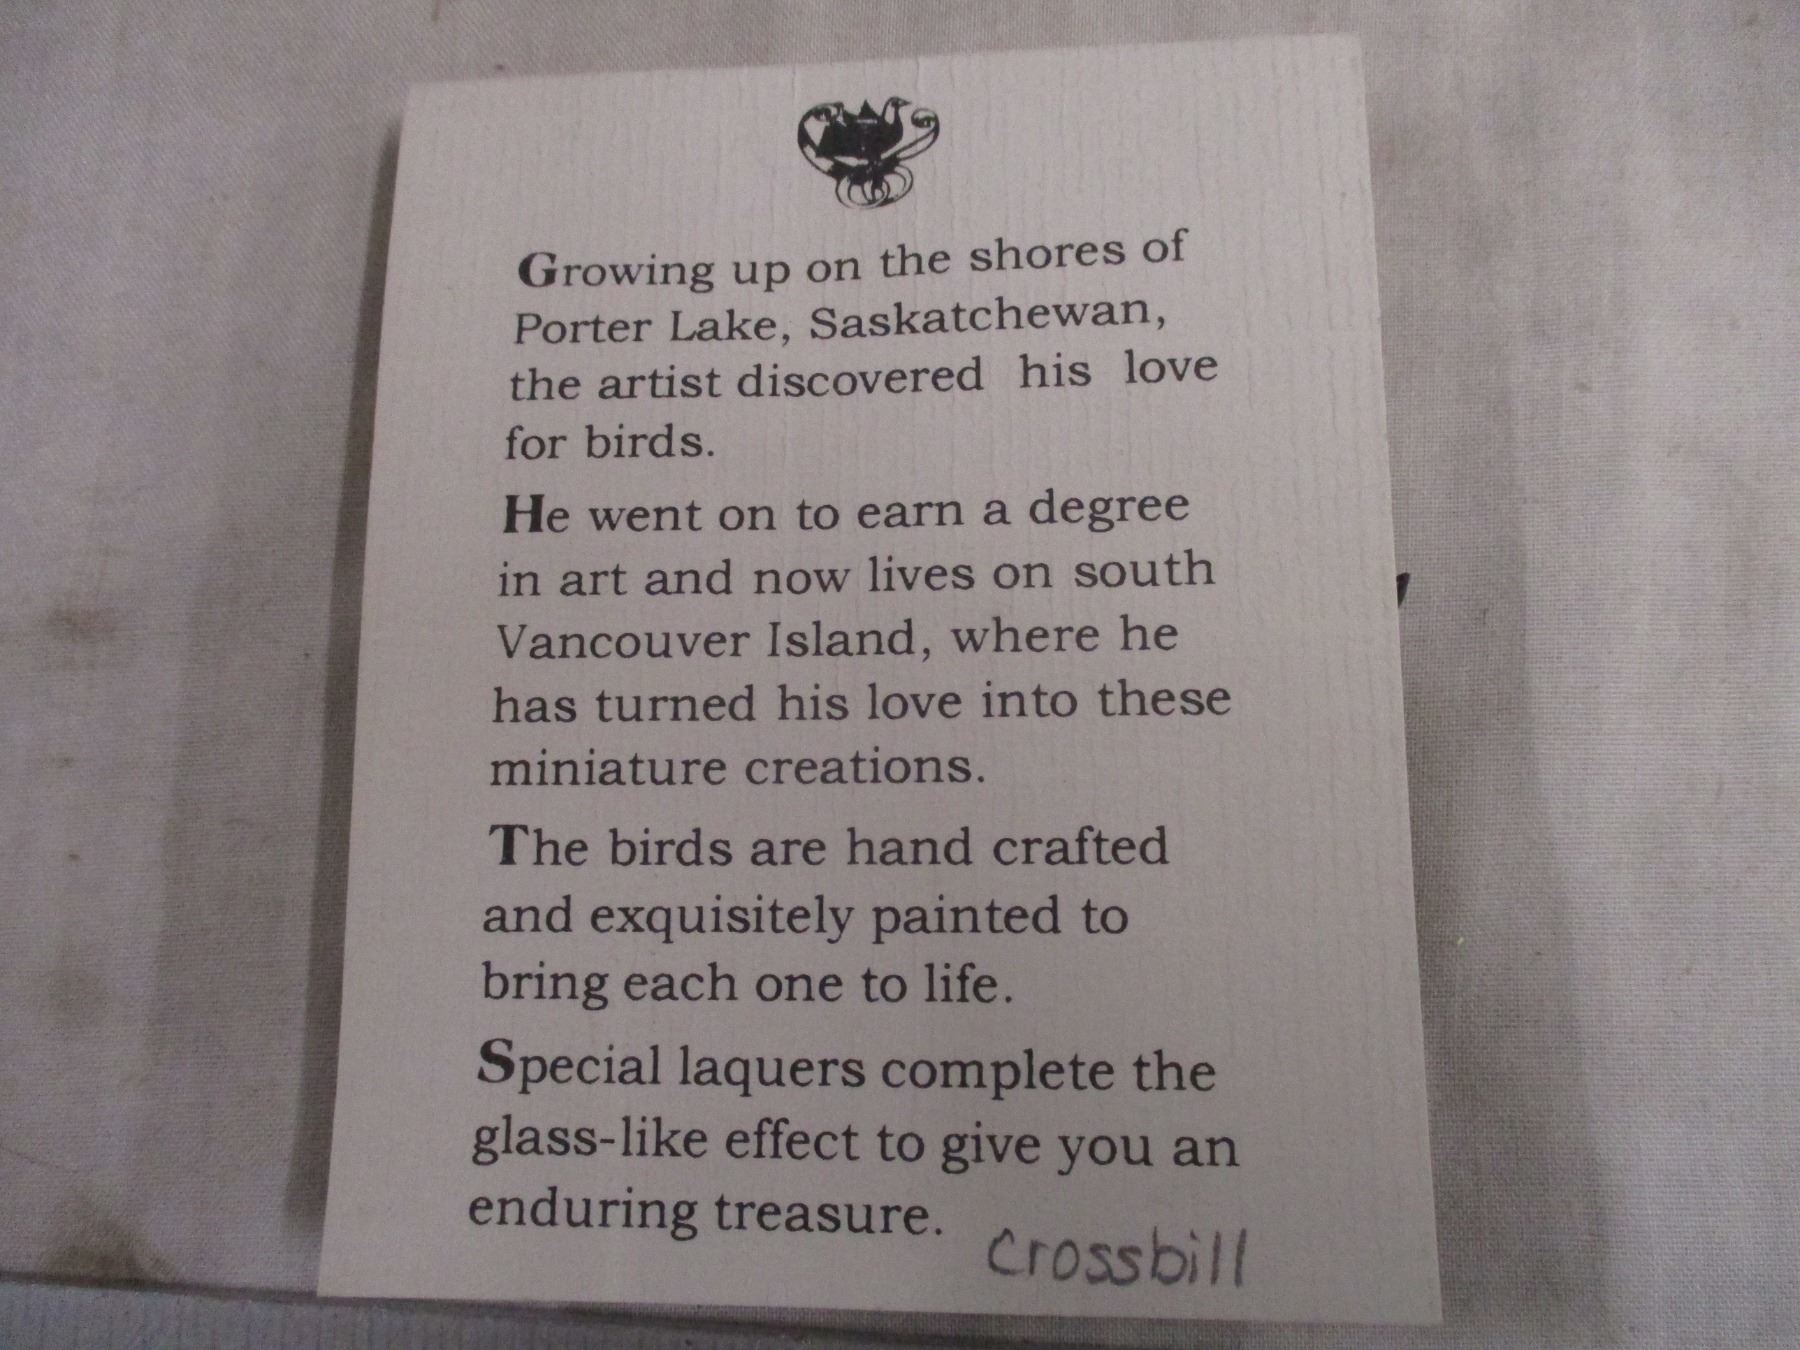 Growing up on the shores of
Porter Lake, Saskatchewan,
the artist discovered his love
for birds.
He went on to earn a degree
in art and now lives on south
Vancouver Island, where he
has turned his love into these
miniature creations.
The birds are hand crafted
and exquisitely painted to
bring each one to life.
Special laquers complete the
glass-like effect to give you an
enduring treasure.
Crossbill